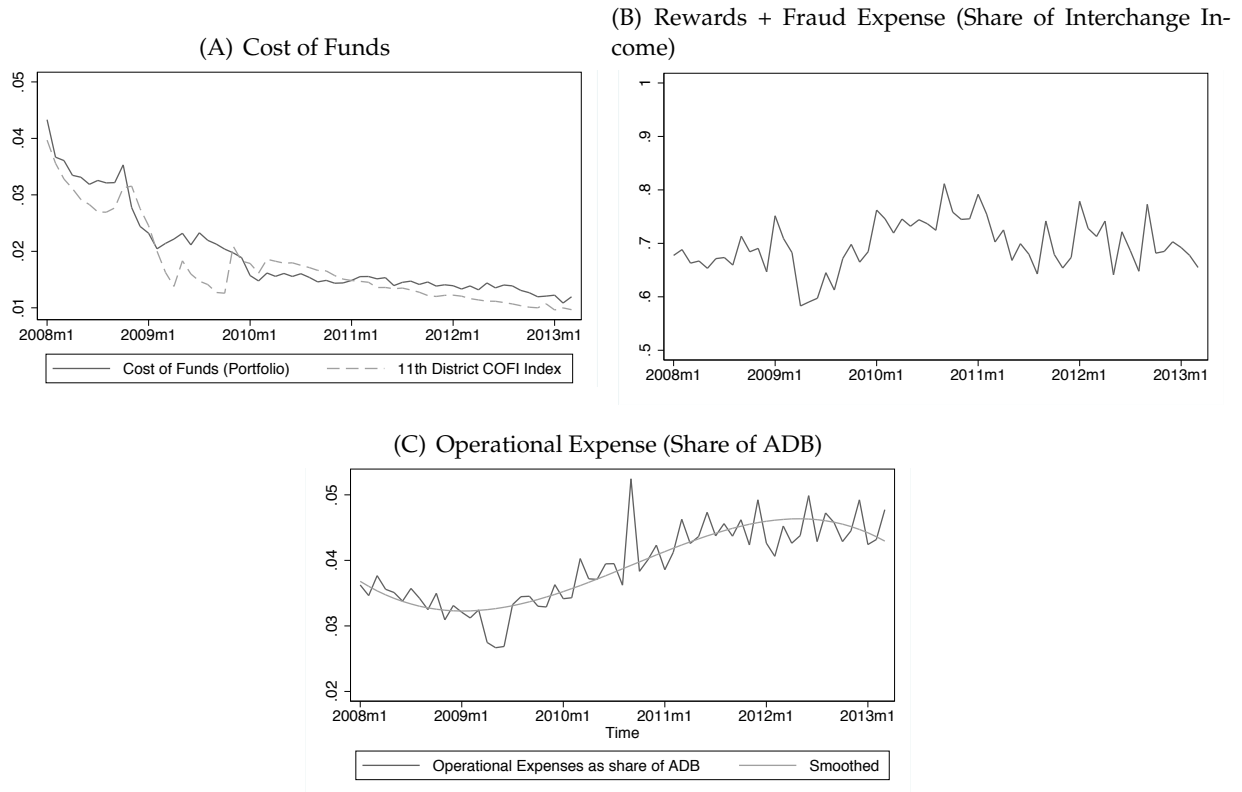 (A) Cost of Funds
.05
.04
.03
.02
.01
2008m1 2009m1 2010m1 2011m1 2012m1 2013m1
Cost of Funds (Portfolio) 11th District COFI Index
(B) Rewards + Fraud Expense (Share of Interchange In-
come)
1
.9
.8
.7
.6
.5
2008m1 2009m1 2010m1 2011m1 2012m1 2013m1
(C) Operational Expense (Share of ADB)
.05
.04
.03
.02
2008m1 2009m1 2010m1 2011m1 2012m1 2013m1
Time
Operational Expenses as share of ADB Smoothed